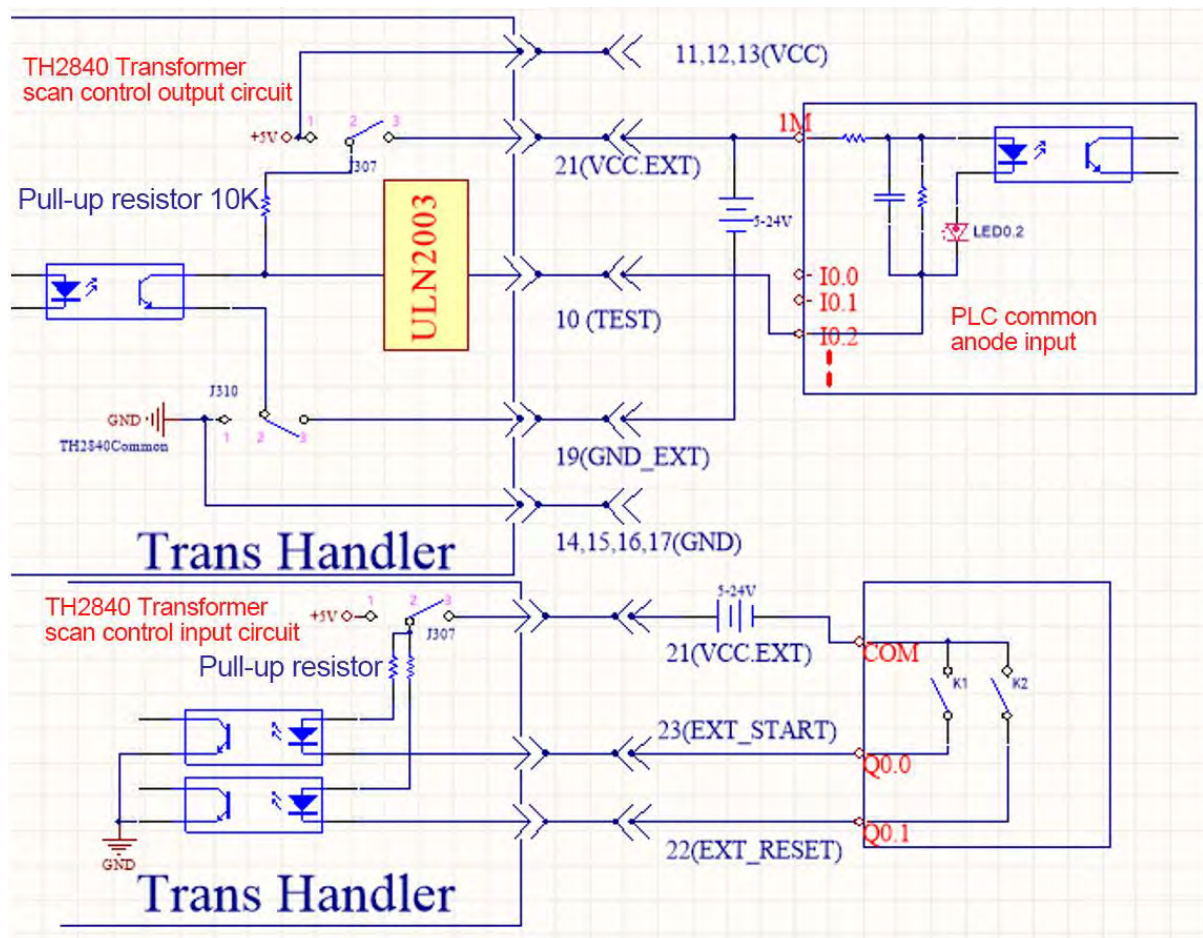 11,12,13(VCC)
TH2840 Transformer
scan control output circuit
1
2
3
+5V
J307
1M
21(VCC.EXT)
Pull-up resistor 10K
ULN2003
5-24V
LED0.2
I0.0
I0.1
I0.2
10 (TEST)
PLC common
anode input
J310
GND
1
2
3
TH2840Common
19(GND_EXT)
14,15,16,17(GND)
Trans Handler
TH2840 Transformer
scan control input circuit
+5V
1
2
3
J307
5-24V
21(VCC.EXT)
COM
Pull-up resistor
K1
K2
23(EXT_START)
Q0.0
22(EXT_RESET)
Q0.1
GND
Trans Handler